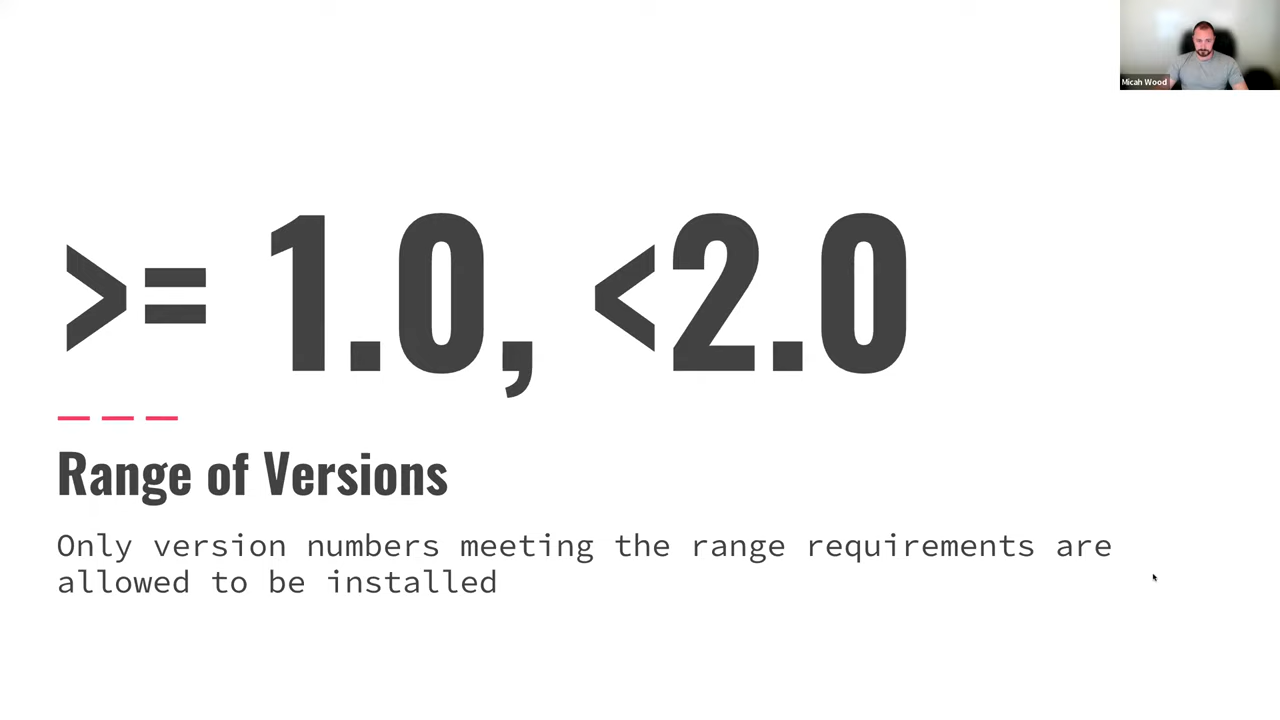 Micah Wood
>= 1.0, <2.0
Range of Versions
Only version numbers meeting the range requirements are
allowed to be installed